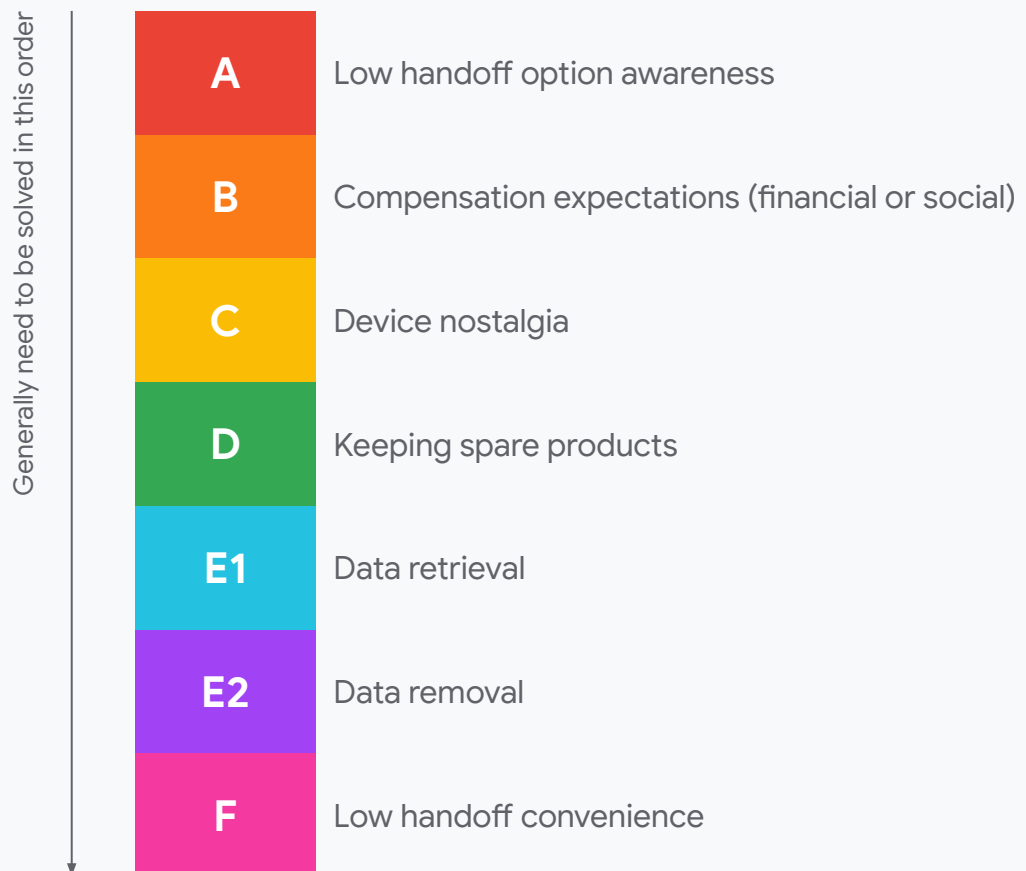 Generally need to be solved in this order
A
Low handoff option awareness
B
Compensation expectations (financial or social)
C
Device nostalgia
D
Keeping spare products
E1
Data retrieval
E2
Data removal
F
Low handoff convenience